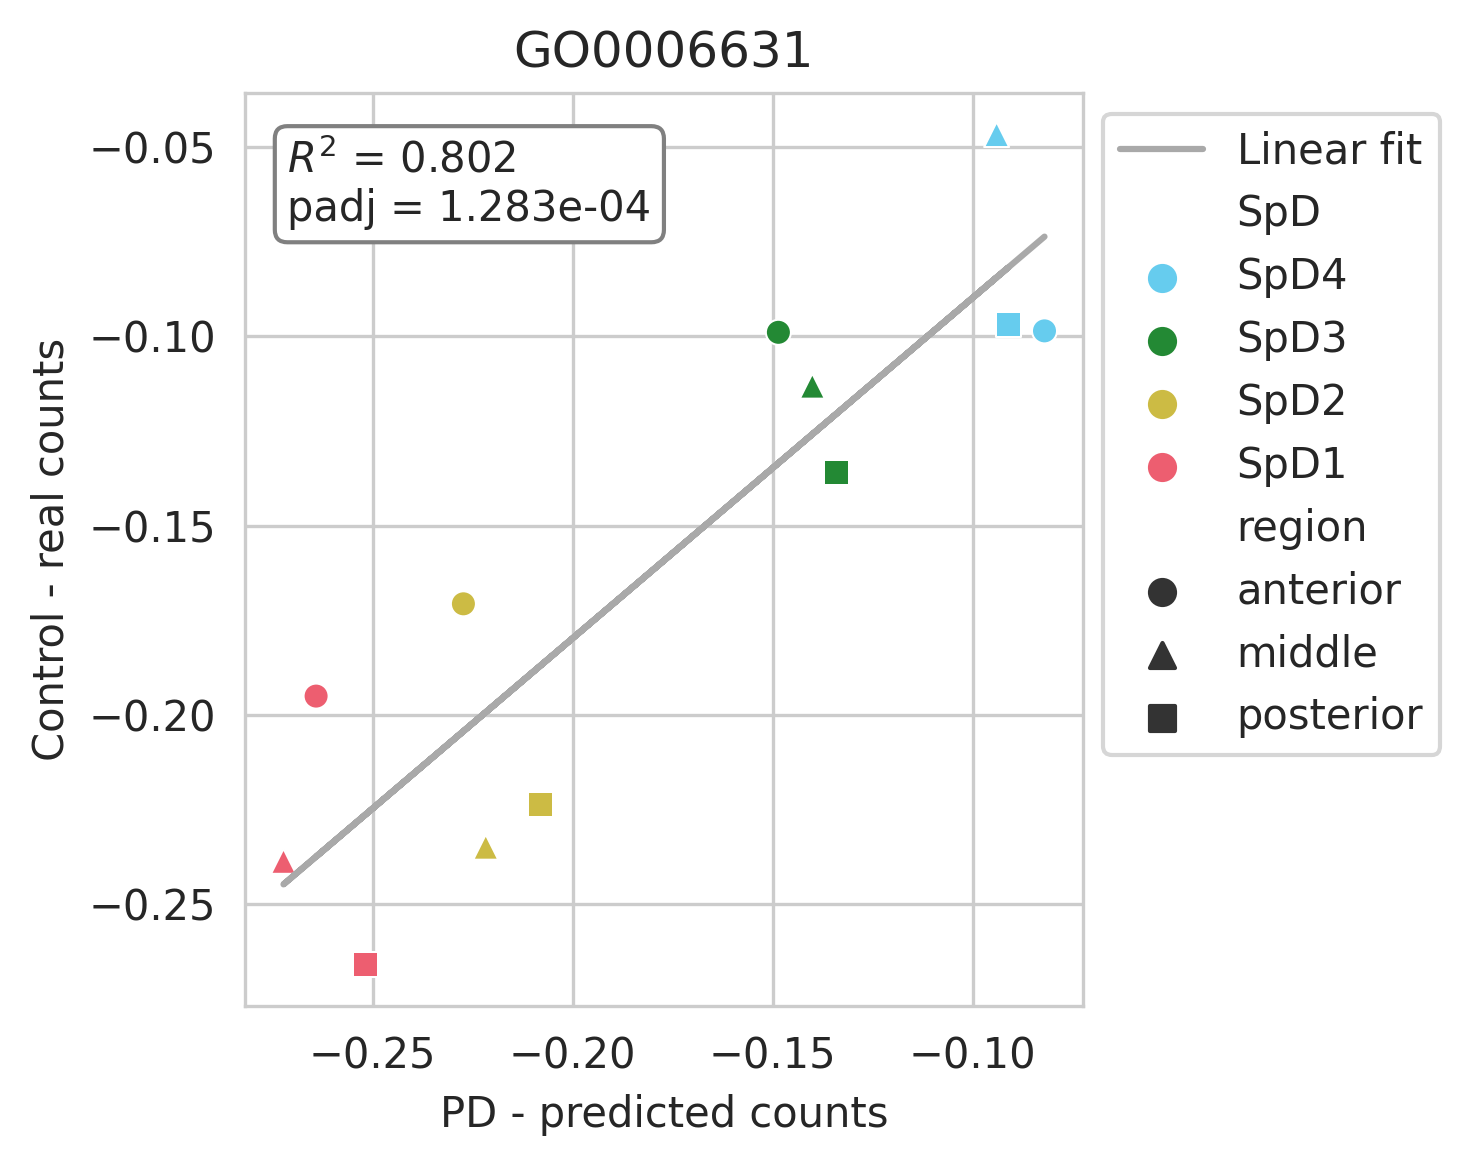 GO0006631
R² = 0.802
padj = 1.283e-04
−0.05
−0.10
−0.15
−0.20
−0.25
Control - real counts
−0.25
−0.20
−0.15
−0.10
PD - predicted counts
Linear fit
SpD
SpD4
SpD3
SpD2
SpD1
region
anterior
middle
posterior